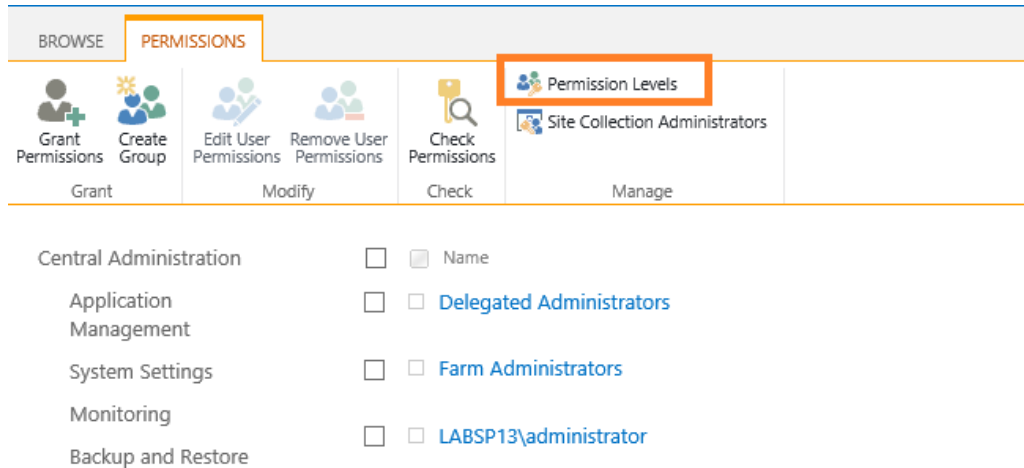 BROWSE
PERMISSIONS
Grant
Permissions
Create
Group
Grant
Edit User
Permissions
Remove User
Permissions
Modify
Check
Permissions
Check
Permission Levels
Site Collection Administrators
Manage
Central Administration
Application
Management
System Settings
Monitoring
Backup and Restore
Name
Delegated Administrators
Farm Administrators
LABSP13\administrator